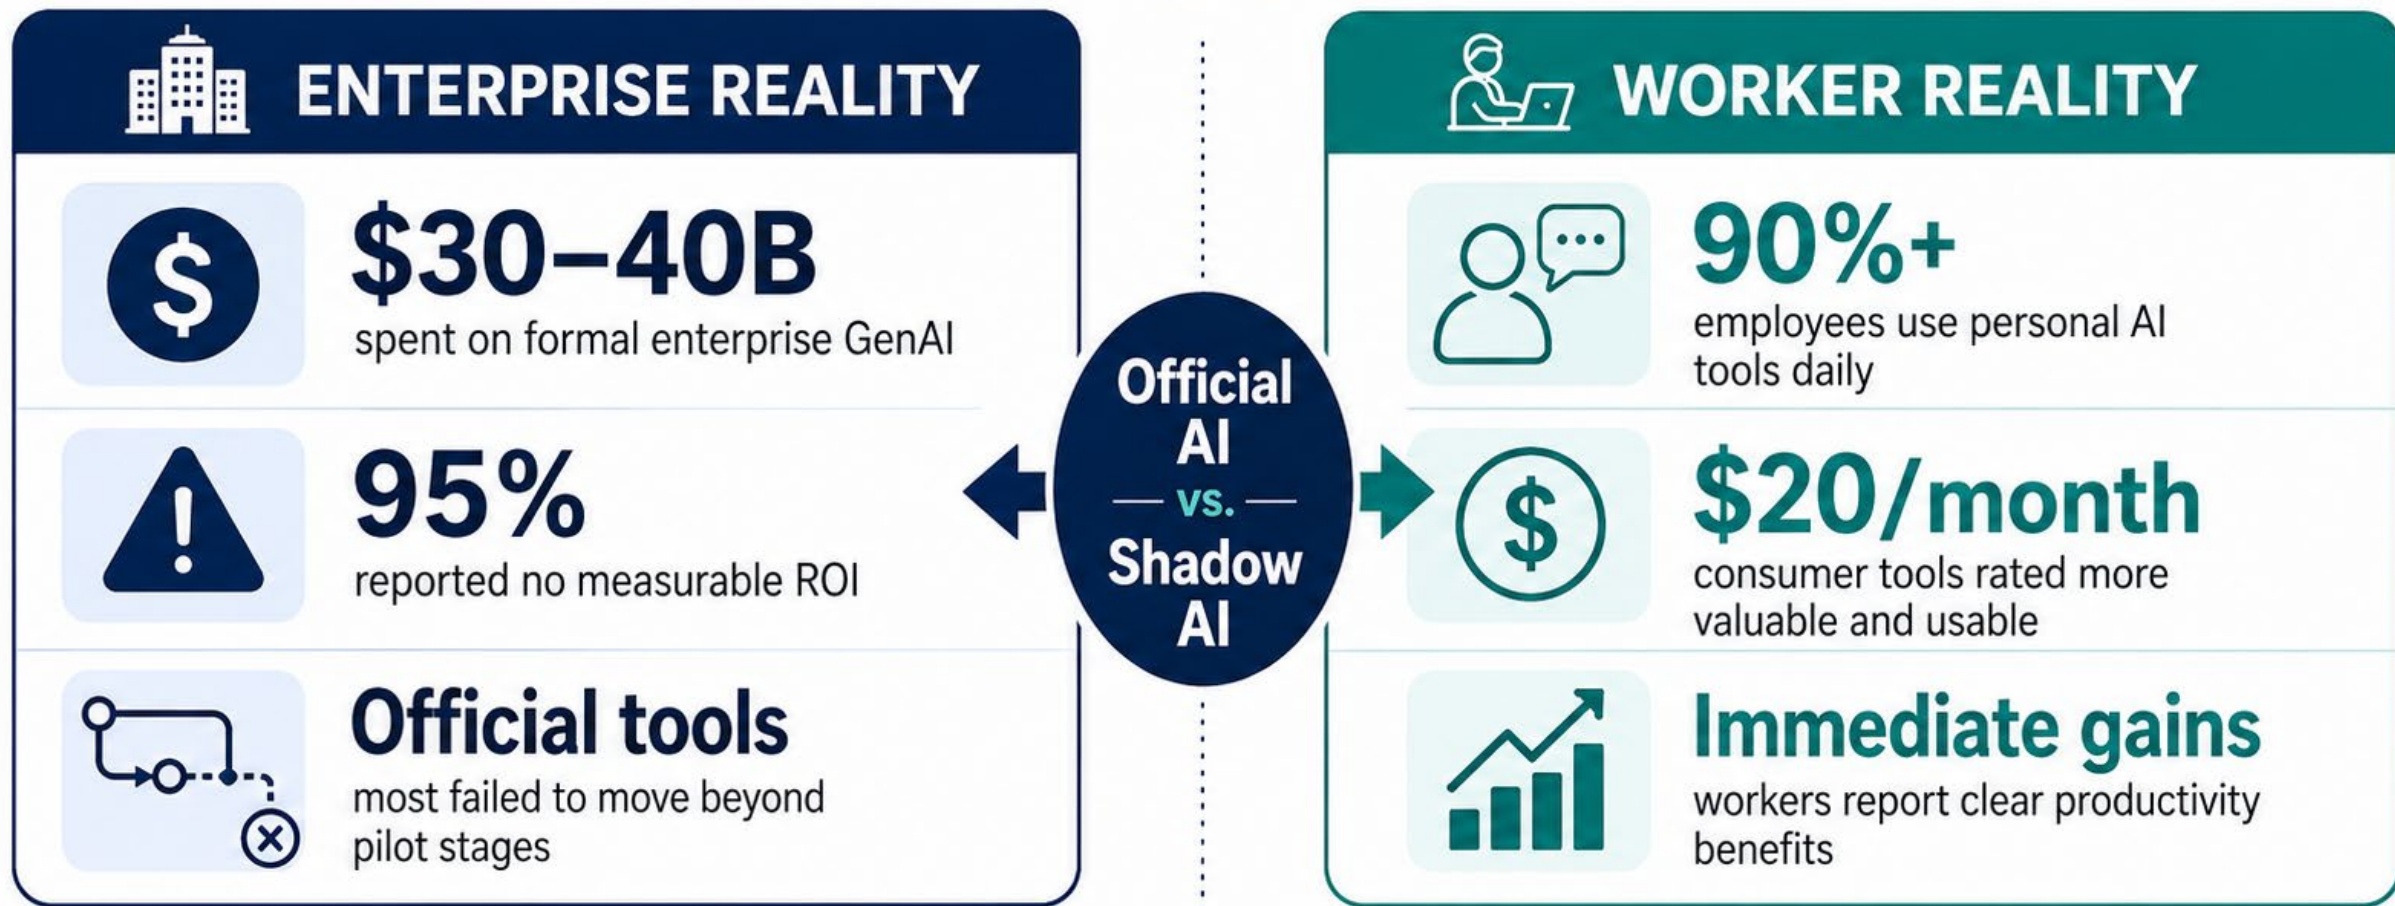 ENTERPRISE REALITY
$30–40B
spent on formal enterprise GenAI
95%
reported no measurable ROI
Official tools
most failed to move beyond
pilot stages
Official
AI
vs.
Shadow
AI
WORKER REALITY
90%+
employees use personal AI
tools daily
$20/month
consumer tools rated more
valuable and usable
Immediate gains
workers report clear productivity
benefits